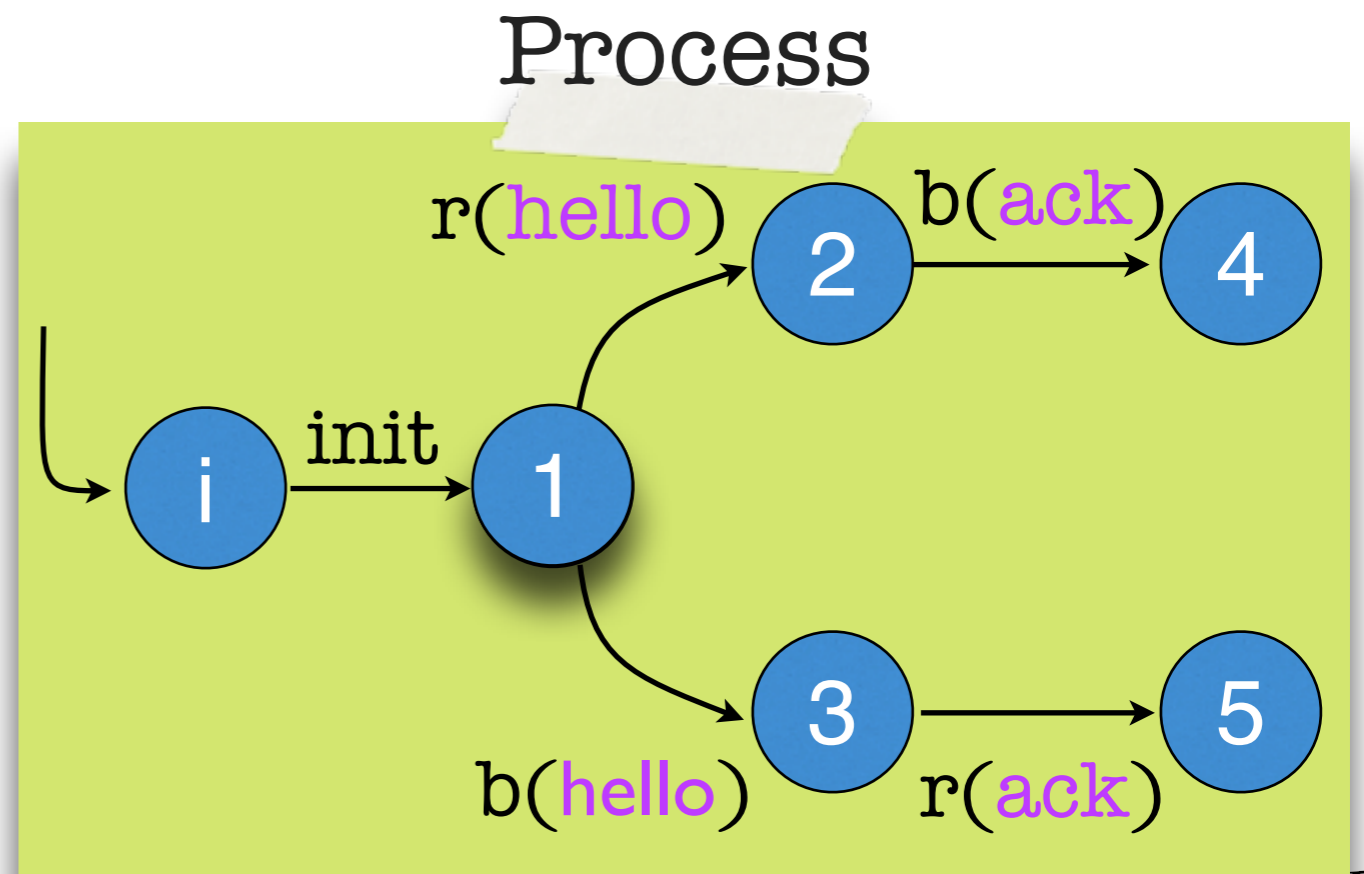 Process
r(hello)
b(ack)
2
4
init
i
1
3
5
b(hello)
r(ack)